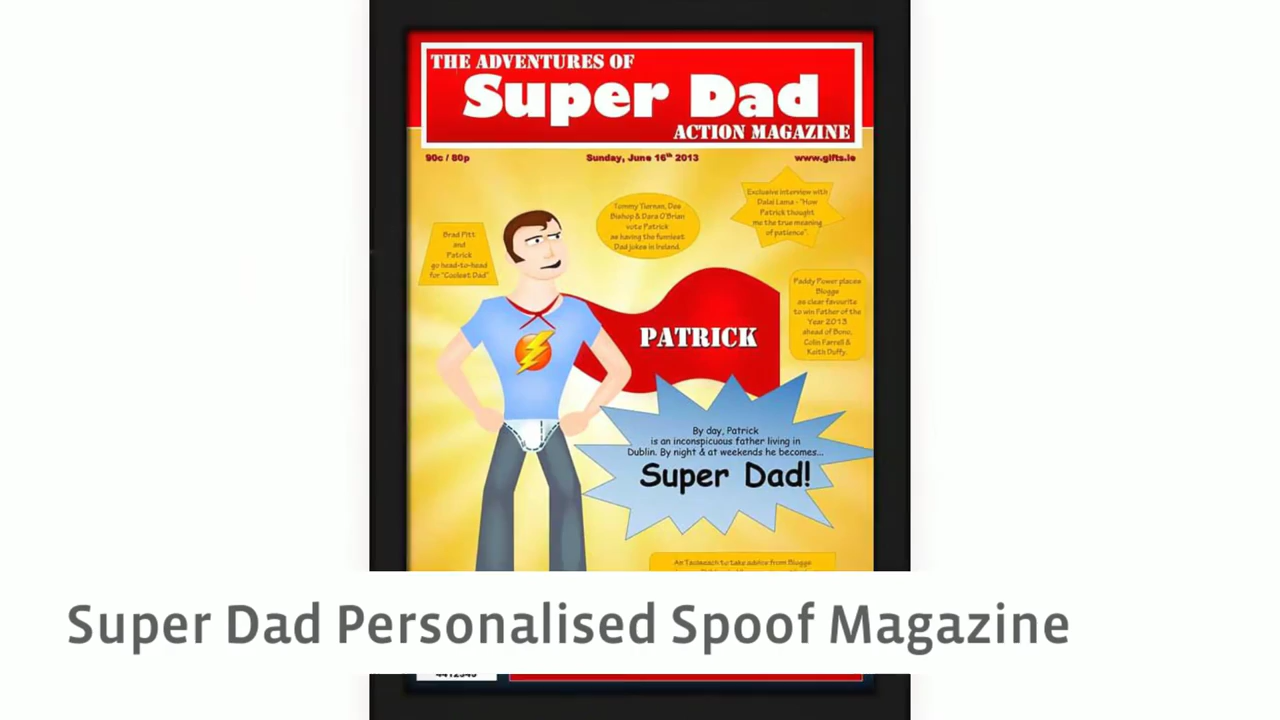 THE ADVENTURES OF
Super Dad
ACTION MAGAZINE
90c / 80p
Sunday, June 16th 2013
www.gifts.ie
Brad Pitt
and
Patrick
go head-to-head
for "Coolest Dad"
Tommy Tiernan, Des
Bishop & Dara O'Brian
vote Patrick
as having the funniest
Dad jokes in Ireland.
Exclusive interview with
Dalai Lama - "How
Patrick thought
me the true meaning
of patience".
Paddy Power places
Bloggs
as clear favourite
to win Father of the
Year 2013
ahead of Bono,
Colin Farrell &
Keith Duffy.
PATRICK
By day, Patrick
is an inconspicuous father living in
Dublin. By night & at weekends he becomes...
Super Dad!
An Taoiseach to take advice from Bloggs
Super Dad Personalised Spoof Magazine